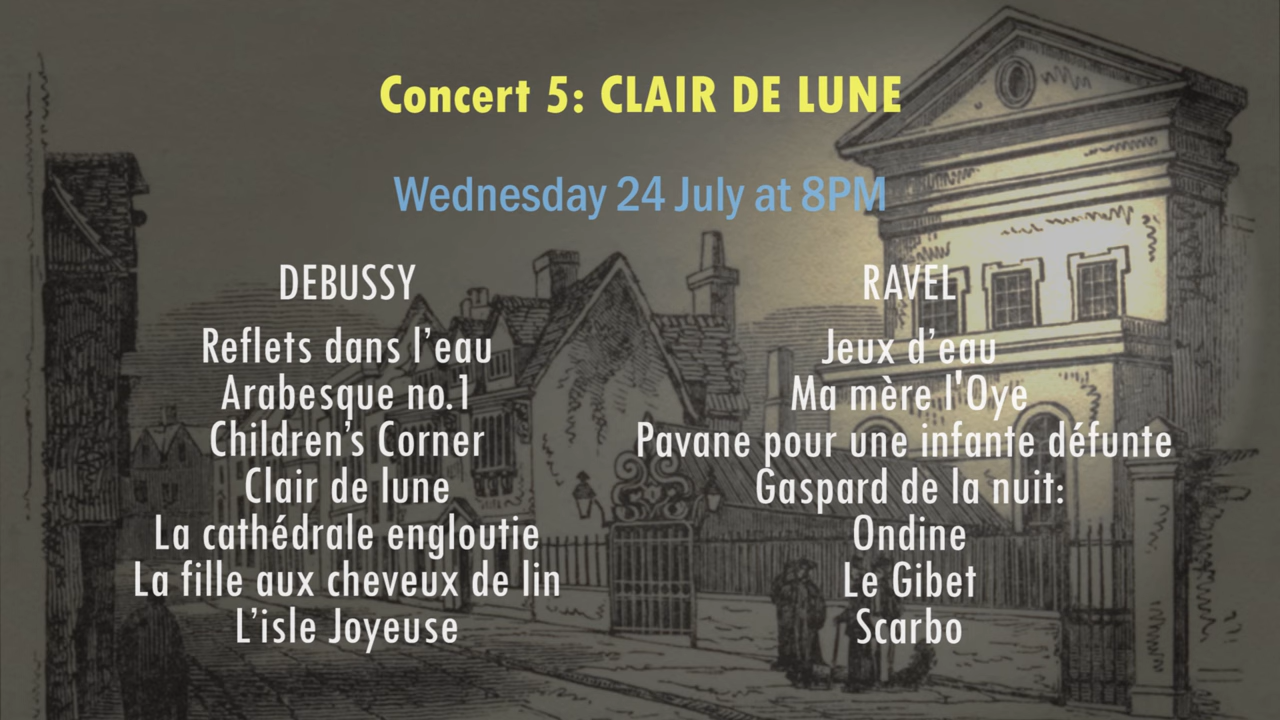 Concert 5: CLAIR DE LUNE
Wednesday 24 July at 8PM
DEBUSSY
Reflets dans l’eau
Arabesque no.1
Children’s Corner
Clair de lune
La cathédrale engloutie
La fille aux cheveux de lin
L’isle Joyeuse
RAVEL
Jeux d’eau
Ma mère l'Oye
Pavane pour une infante défunte
Gaspard de la nuit:
Ondine
Le Gibet
Scarbo